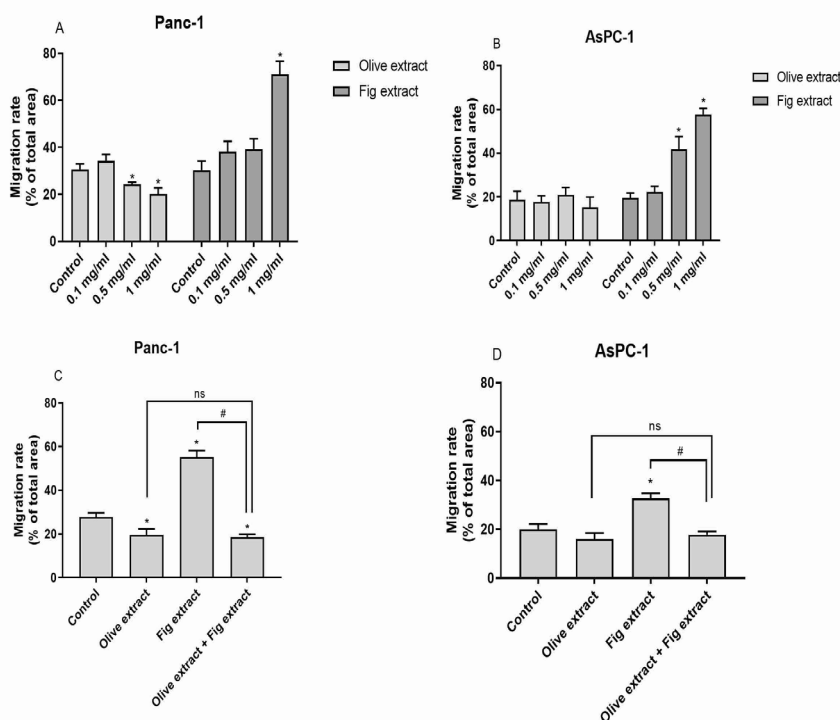 A
Panc-1
Migration rate
(% of total area)
80
60
40
20
0
*
*
*
Control
0.1 mg/ml
0.5 mg/ml
1 mg/ml
Control
0.1 mg/ml
0.5 mg/ml
1 mg/ml
Olive extract
Fig extract
B
AsPC-1
Migration rate
(% of total area)
80
60
40
20
0
*
*
Control
0.1 mg/ml
0.5 mg/ml
1 mg/ml
Control
0.1 mg/ml
0.5 mg/ml
1 mg/ml
Olive extract
Fig extract
C
Panc-1
Migration rate
(% of total area)
80
60
40
20
0
ns
#
*
*
*
Control
Olive extract
Fig extract
Olive extract + Fig extract
D
AsPC-1
Migration rate
(% of total area)
80
60
40
20
0
ns
#
*
Control
Olive extract
Fig extract
Olive extract + Fig extract